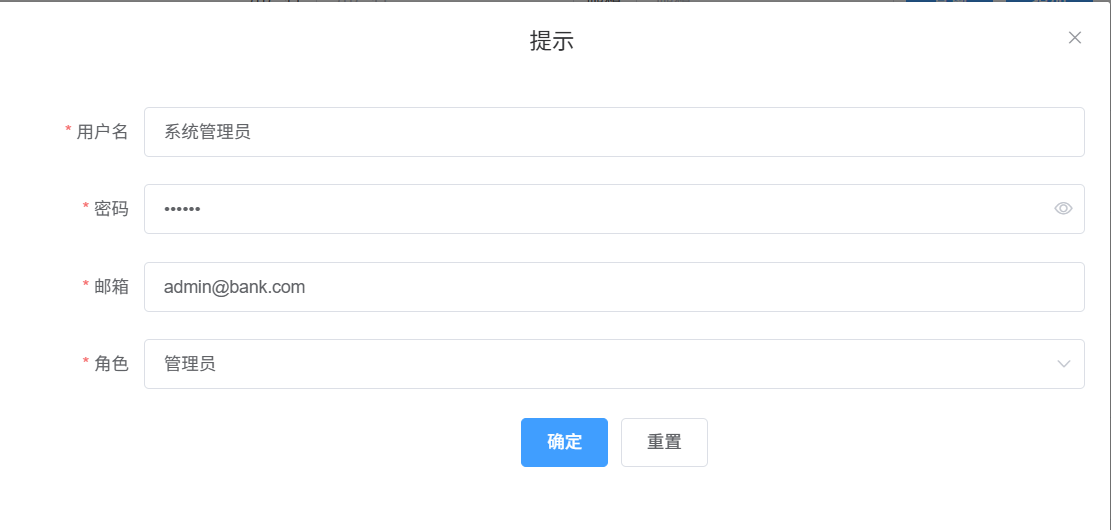 提示
* 用户名 系统管理员
* 密码 ••••••
* 邮箱 admin@bank.com
* 角色 管理员
确定 重置